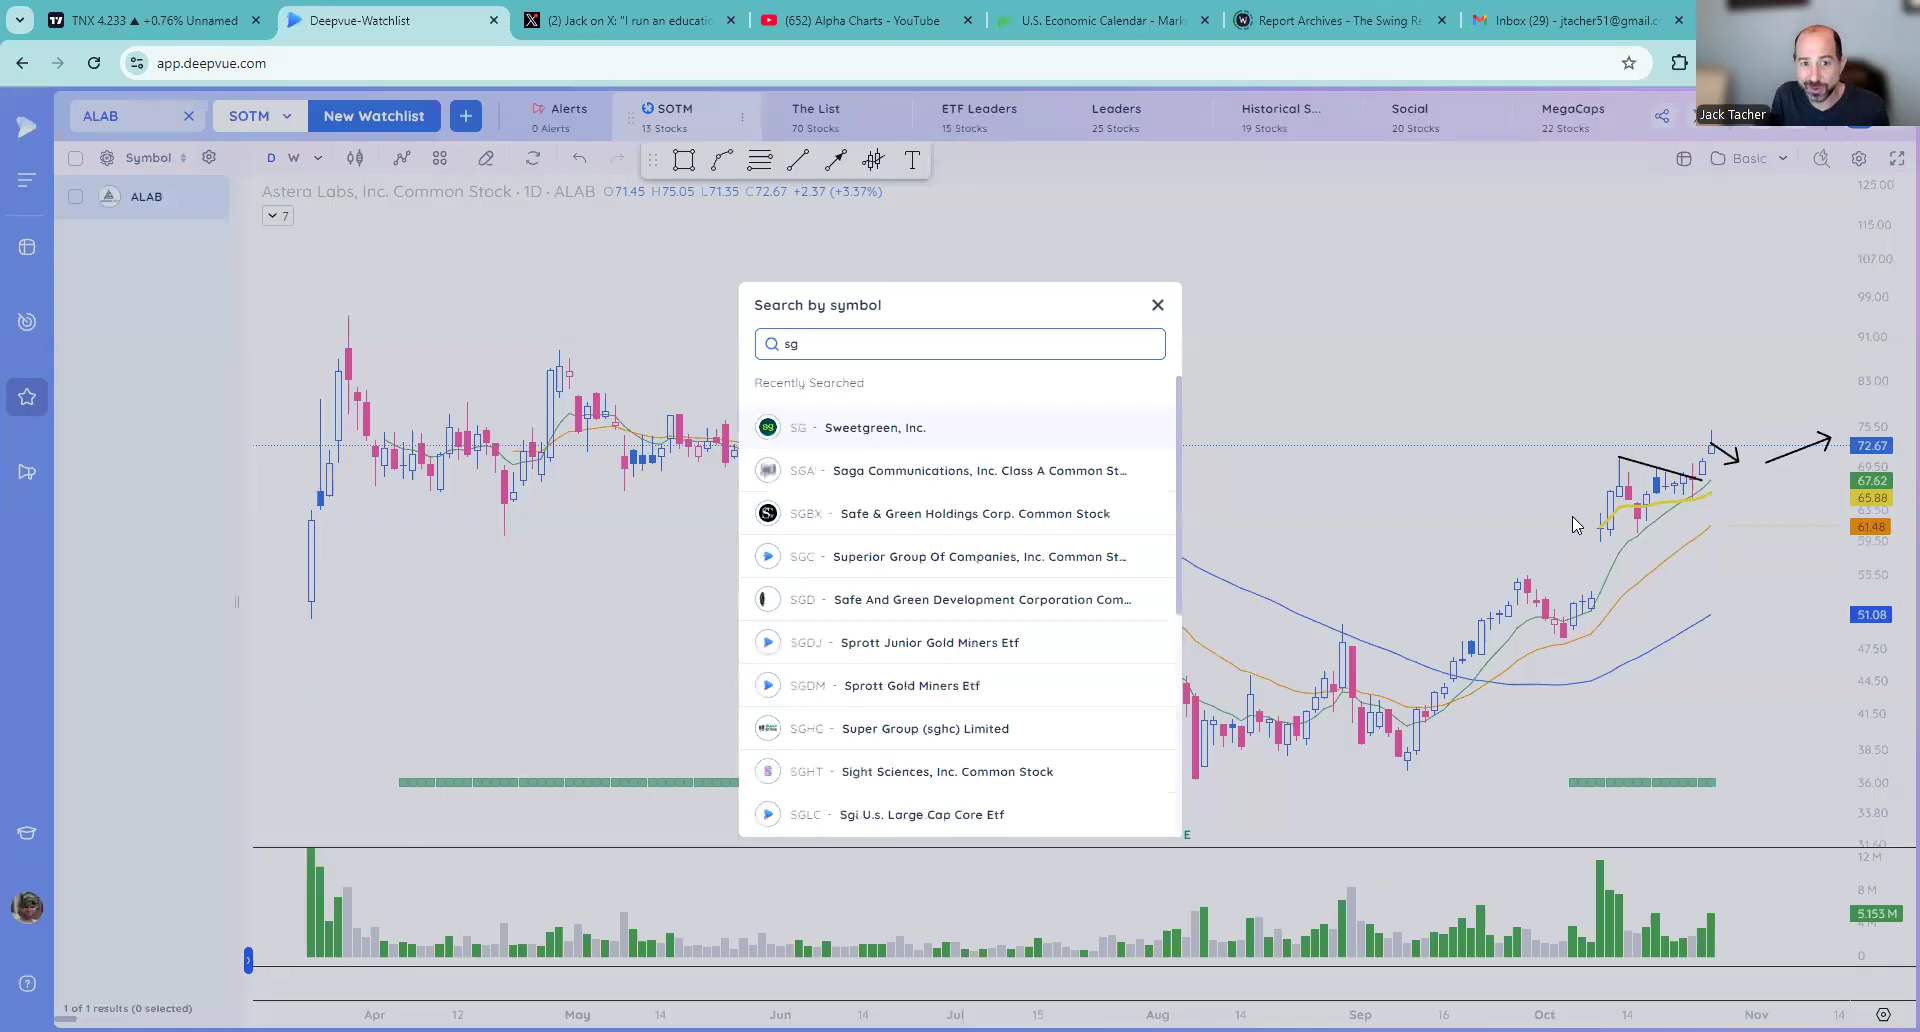 TNX 4.233 ▲ +0.76% Unnamed
Deepvue-Watchlist
(2) Jack on X: "I run an educatio
(652) Alpha Charts - YouTube
U.S. Economic Calendar - Mark
Report Archives - The Swing Re
Inbox (29) - jtacher51@gmail.c
app.deepvue.com
Jack Tacher
ALAB
SOTM
New Watchlist
Alerts
0 Alerts
SOTM
13 Stocks
The List
70 Stocks
ETF Leaders
15 Stocks
Leaders
25 Stocks
Historical S...
19 Stocks
Social
20 Stocks
MegaCaps
22 Stocks
Symbol
D W
T
Basic
ALAB
Astera Labs, Inc. Common Stock · 1D · ALAB O71.45 H75.05 L71.35 C72.67 +2.37 (+3.37%)
7
Search by symbol
sg
Recently Searched
SG - Sweetgreen, Inc.
SGA - Saga Communications, Inc. Class A Common St...
SGBX - Safe & Green Holdings Corp. Common Stock
SGC - Superior Group Of Companies, Inc. Common St...
SGD - Safe And Green Development Corporation Com...
SGDJ - Sprott Junior Gold Miners Etf
SGDM - Sprott Gold Miners Etf
SGHC - Super Group (sghc) Limited
SGHT - Sight Sciences, Inc. Common Stock
SGLC - Sgi U.s. Large Cap Core Etf
E
125.00
115.00
107.00
99.00
91.00
83.00
75.50
72.67
69.50
67.62
65.88
63.50
61.48
59.50
55.50
51.08
47.50
44.50
41.50
38.50
36.00
33.80
31.60
12 M
8 M
5.153 M
4 M
0
1 of 1 results (0 selected)
Apr 12 May 14 Jun 14 Jul 15 Aug 14 Sep 16 Oct 14 Nov 14